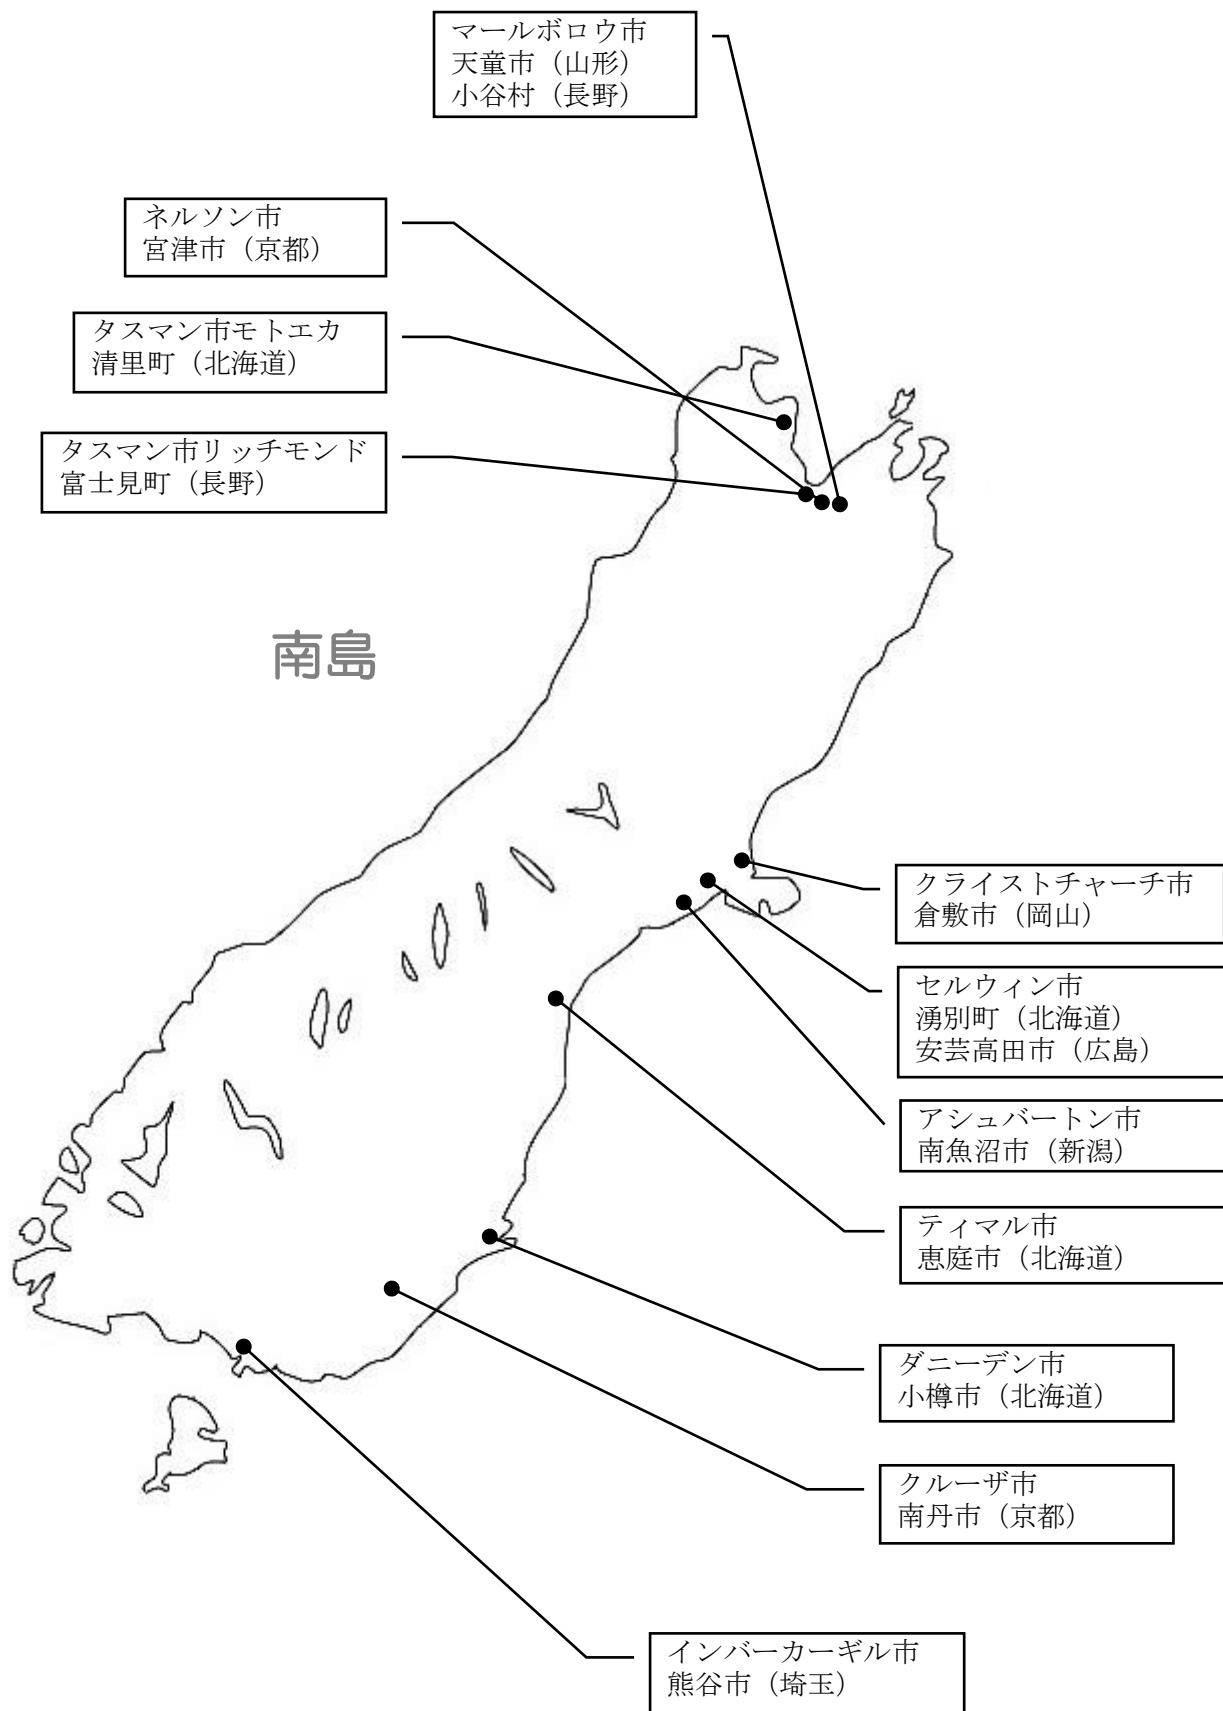 マールボロウ市
天童市（山形）
小谷村（長野）
ネルソン市
宮津市（京都）
タスマン市モトエカ
清里町（北海道）
タスマン市リッチモンド
富士見町（長野）
南島
クライストチャーチ市
倉敷市（岡山）
セルウィン市
湧別町（北海道）
安芸高田市（広島）
アシュバートン市
南魚沼市（新潟）
ティマル市
恵庭市（北海道）
ダニーデン市
小樽市（北海道）
クルーザ市
南丹市（京都）
インバーカーギル市
熊谷市（埼玉）